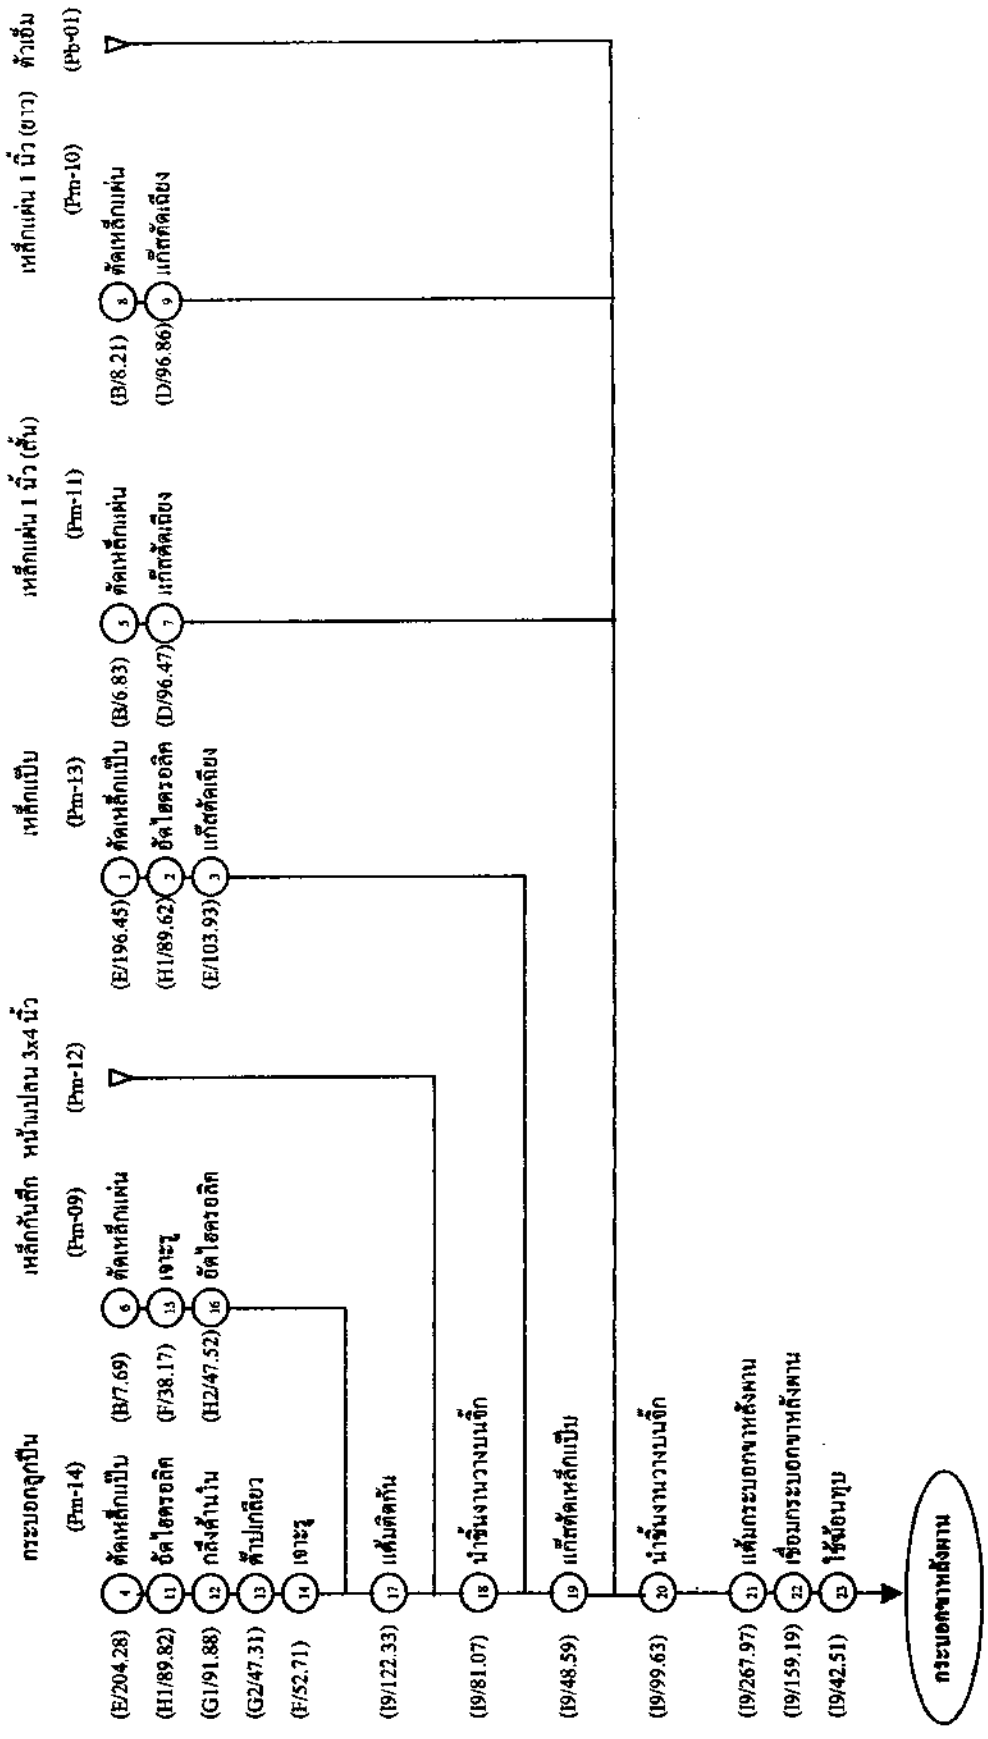 กระบอกลูกปืน
(Pm-14)
(E/204.28) 4 ตัดเหล็กแป๊บ
(H1/89.82) 11 อัดไฮดรอลิค
(G1/91.88) 12 กลึงคว้านใน
(G2/47.31) 13 ต๊าปเกลียว
(F/52.71) 14 เจาะรู
เหล็กกันสึก
(Pm-09)
(B/7.69) 6 ตัดเหล็กแผ่น
(F/38.17) 15 เจาะรู
(H2/47.52) 16 อัดไฮดรอลิค
หน้าแปลน 3x4 นิ้ว
(Pm-12)
เหล็กแป๊บ
(Pm-13)
(E/196.45) 1 ตัดเหล็กแป๊บ
(H1/89.62) 2 อัดไฮดรอลิค
(E/103.93) 3 แก๊สตัดเฉียง
เหล็กแผ่น 1 นิ้ว (สั้น)
(Pm-11)
(B/6.83) 5 ตัดเหล็กแผ่น
(D/96.47) 7 แก๊สตัดเฉียง
เหล็กแผ่น 1 นิ้ว (ยาว)
(Pm-10)
(B/8.21) 8 ตัดเหล็กแผ่น
(D/96.86) 9 แก๊สตัดเฉียง
ตัวเอ็ม
(Pb-01)
(I9/122.33) 17 แต้มติดกัน
(I9/81.07) 18 นำชิ้นงานวางบนจิ๊ก
(I9/48.59) 19 แก๊สตัดเหล็กแป๊บ
(I9/99.63) 20 นำชิ้นงานวางบนจิ๊ก
(I9/267.97) 21 แต้มกระบอกขาหลังผาน
(I9/159.19) 22 เชื่อมกระบอกขาหลังผาน
(I9/42.51) 23 ใช้ฆ้อนทุบ
กระบอกขาหลังผาน